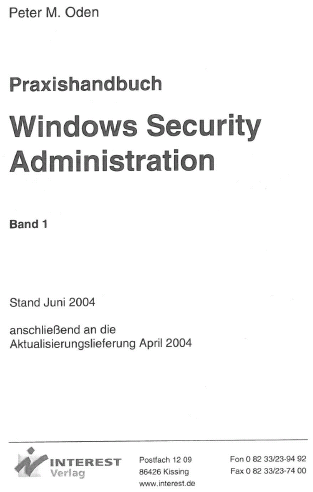 Peter M. Oden
Praxishandbuch
Windows Security
Administration
Band 1
Stand Juni 2004
anschließend an die
Aktualisierungslieferung April 2004
INTEREST
Verlag
Postfach 12 09
86426 Kissing
www.interest.de
Fon 0 82 33/23-94 92
Fax 0 82 33/23-74 00